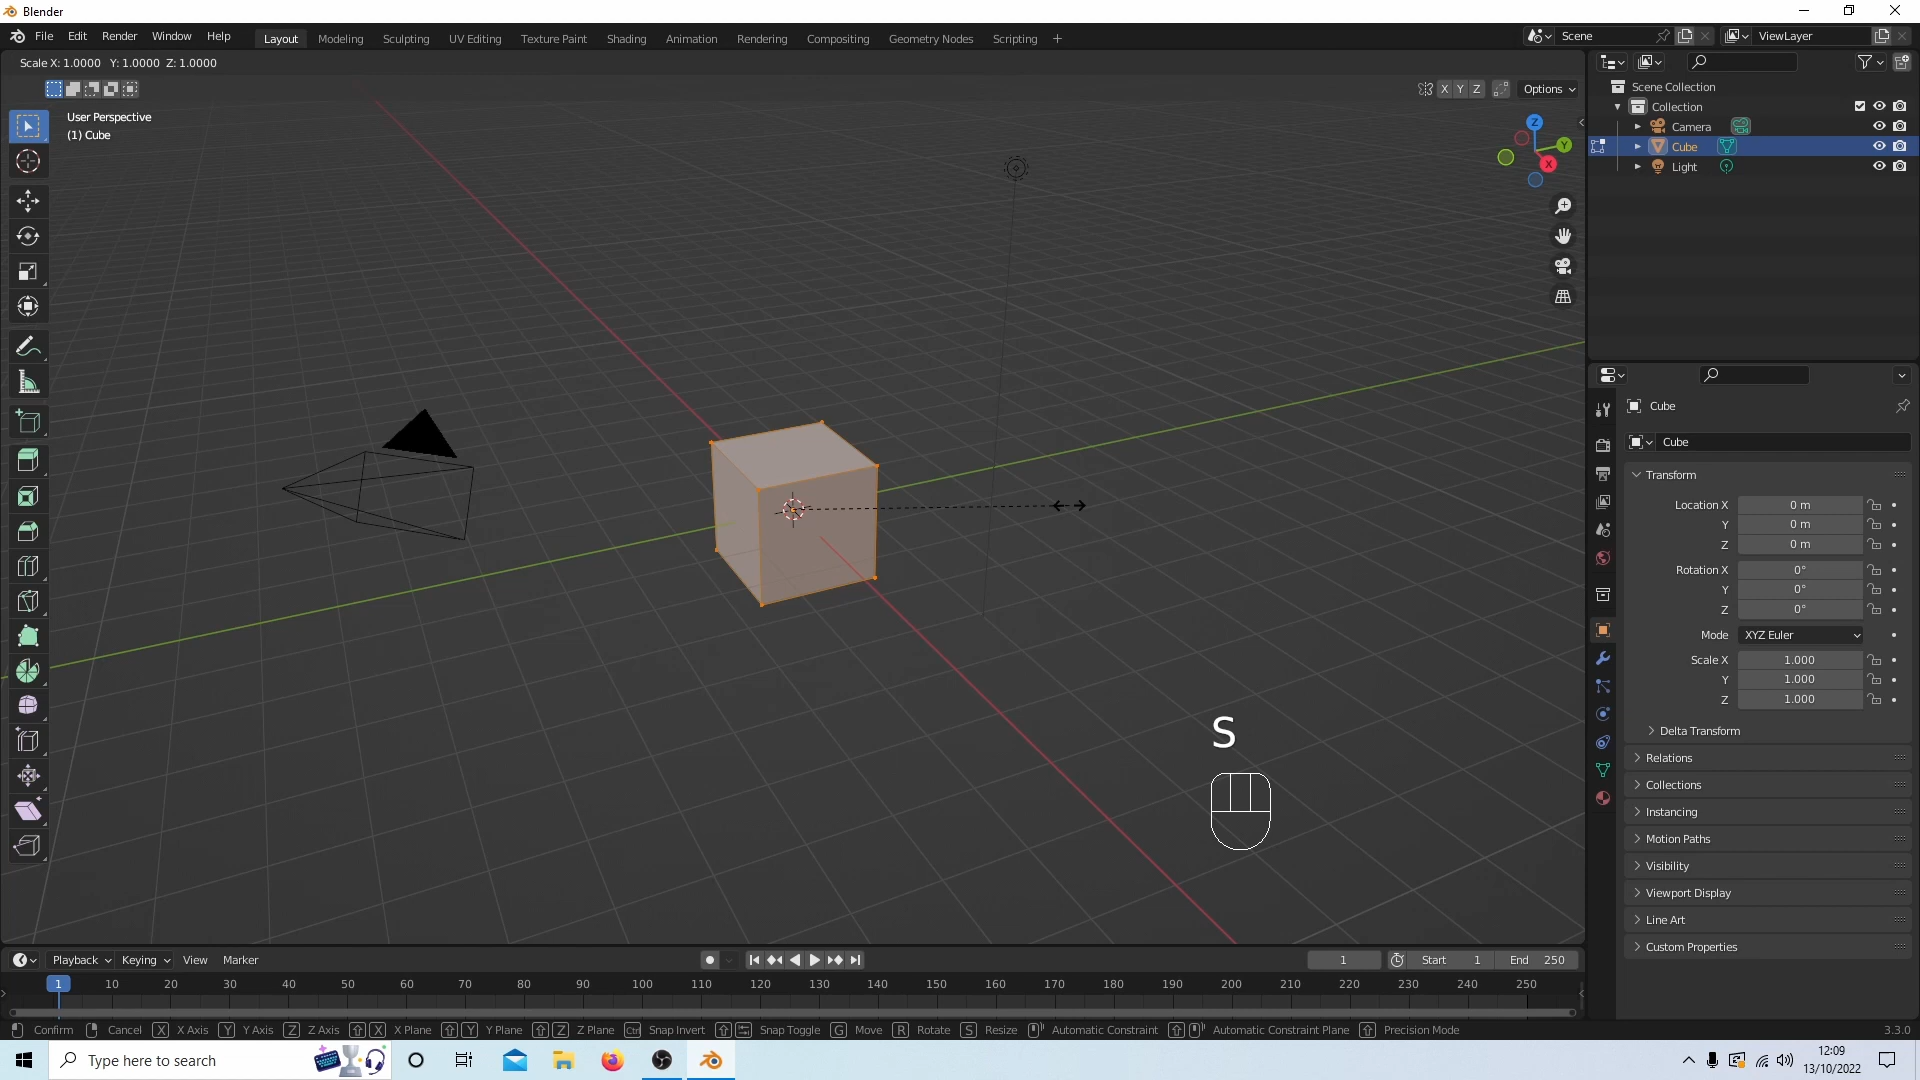 Blender
File Edit Render Window Help Layout Modeling Sculpting UV Editing Texture Paint Shading Animation Rendering Compositing Geometry Nodes Scripting + Scene ViewLayer
Scale X: 1.0000 Y: 1.0000 Z: 1.0000
X Y Z Options
User Perspective
(1) Cube
Z
Y
X
Scene Collection
Collection
Camera
Cube
Light
Cube
Cube
Transform
Location X 0 m
Y 0 m
Z 0 m
Rotation X 0°
Y 0°
Z 0°
Mode XYZ Euler
Scale X 1.000
Y 1.000
Z 1.000
Delta Transform
Relations
Collections
Instancing
Motion Paths
Visibility
Viewport Display
Line Art
Custom Properties
S
Playback Keying View Marker 1 Start 1 End 250
1 10 20 30 40 50 60 70 80 90 100 110 120 130 140 150 160 170 180 190 200 210 220 230 240 250
Confirm Cancel X X Axis Y Y Axis Z Z Axis X X Plane Y Y Plane Z Z Plane Ctrl Snap Invert Snap Toggle G Move R Rotate S Resize Automatic Constraint Automatic Constraint Plane Precision Mode 3.3.0
Type here to search
12:09
13/10/2022